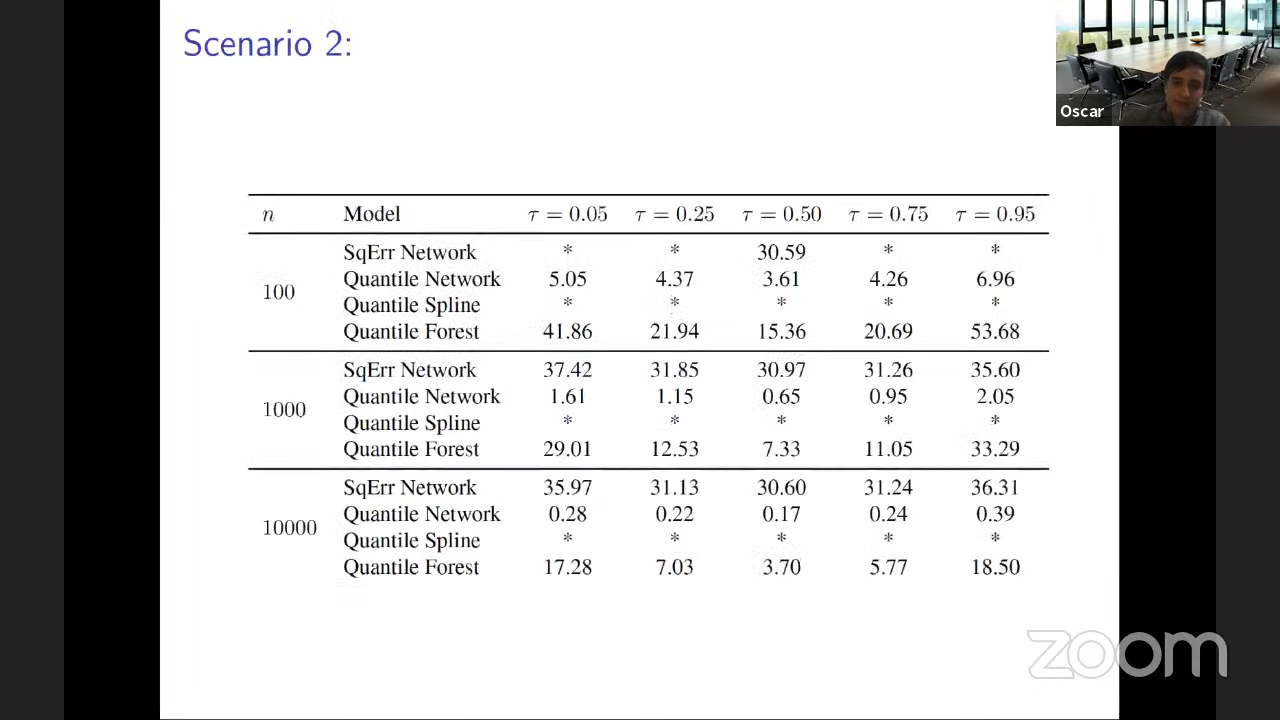 Scenario 2:
Oscar
n Model τ = 0.05 τ = 0.25 τ = 0.50 τ = 0.75 τ = 0.95
SqErr Network * * 30.59 * *
Quantile Network 5.05 4.37 3.61 4.26 6.96
100
Quantile Spline * * * * *
Quantile Forest 41.86 21.94 15.36 20.69 53.68
SqErr Network 37.42 31.85 30.97 31.26 35.60
Quantile Network 1.61 1.15 0.65 0.95 2.05
1000
Quantile Spline * * * * *
Quantile Forest 29.01 12.53 7.33 11.05 33.29
SqErr Network 35.97 31.13 30.60 31.24 36.31
Quantile Network 0.28 0.22 0.17 0.24 0.39
10000
Quantile Spline * * * * *
Quantile Forest 17.28 7.03 3.70 5.77 18.50
zoom